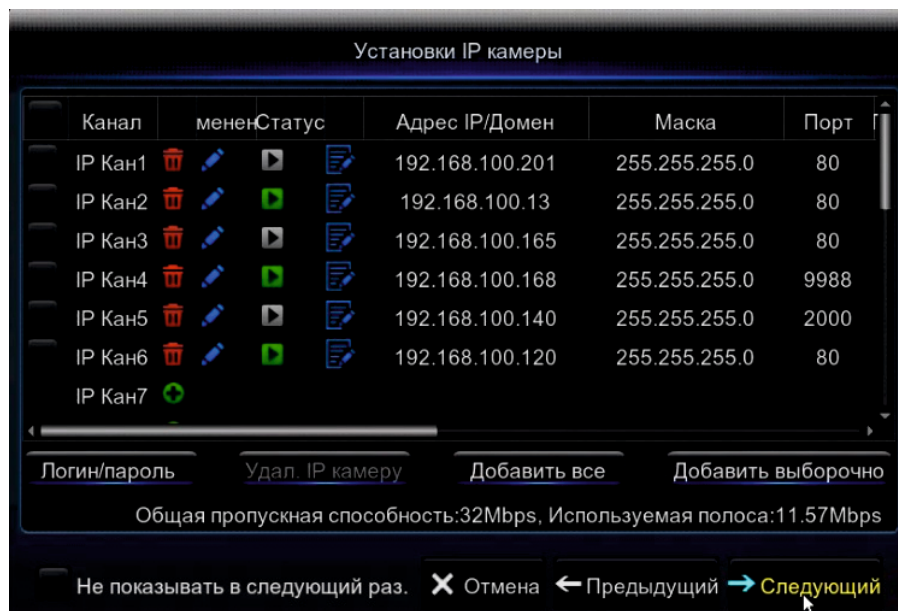 Установки IP камеры
Канал менен Статус Адрес IP/Домен Маска Порт
IP Кан1 192.168.100.201 255.255.255.0 80
IP Кан2 192.168.100.13 255.255.255.0 80
IP Кан3 192.168.100.165 255.255.255.0 80
IP Кан4 192.168.100.168 255.255.255.0 9988
IP Кан5 192.168.100.140 255.255.255.0 2000
IP Кан6 192.168.100.120 255.255.255.0 80
IP Кан7
Логин/пароль Удал. IP камеру Добавить все Добавить выборочно
Общая пропускная способность:32Mbps, Используемая полоса:11.57Mbps
Не показывать в следующий раз. Отмена Предыдущий Следующий